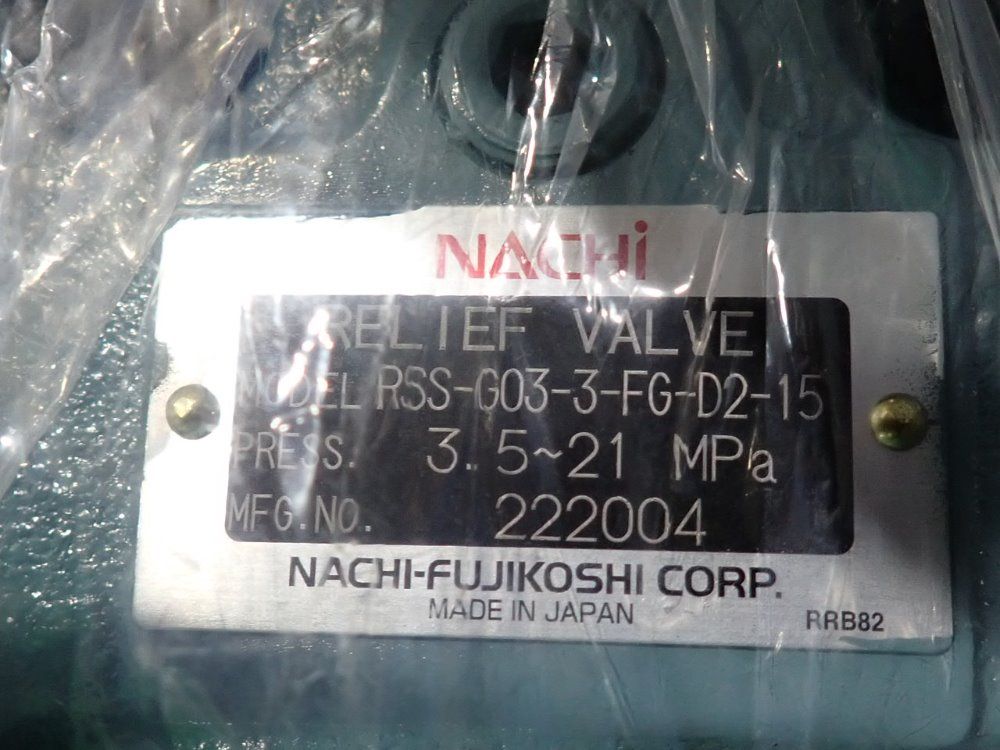 NACHi
RELIEF VALVE
MODEL RSS-G03-3-FG-D2-15
PRESS. 3.5~21 MPa
MFG.NO. 222004
NACHI-FUJIKOSHI CORP.
MADE IN JAPAN
RRB82